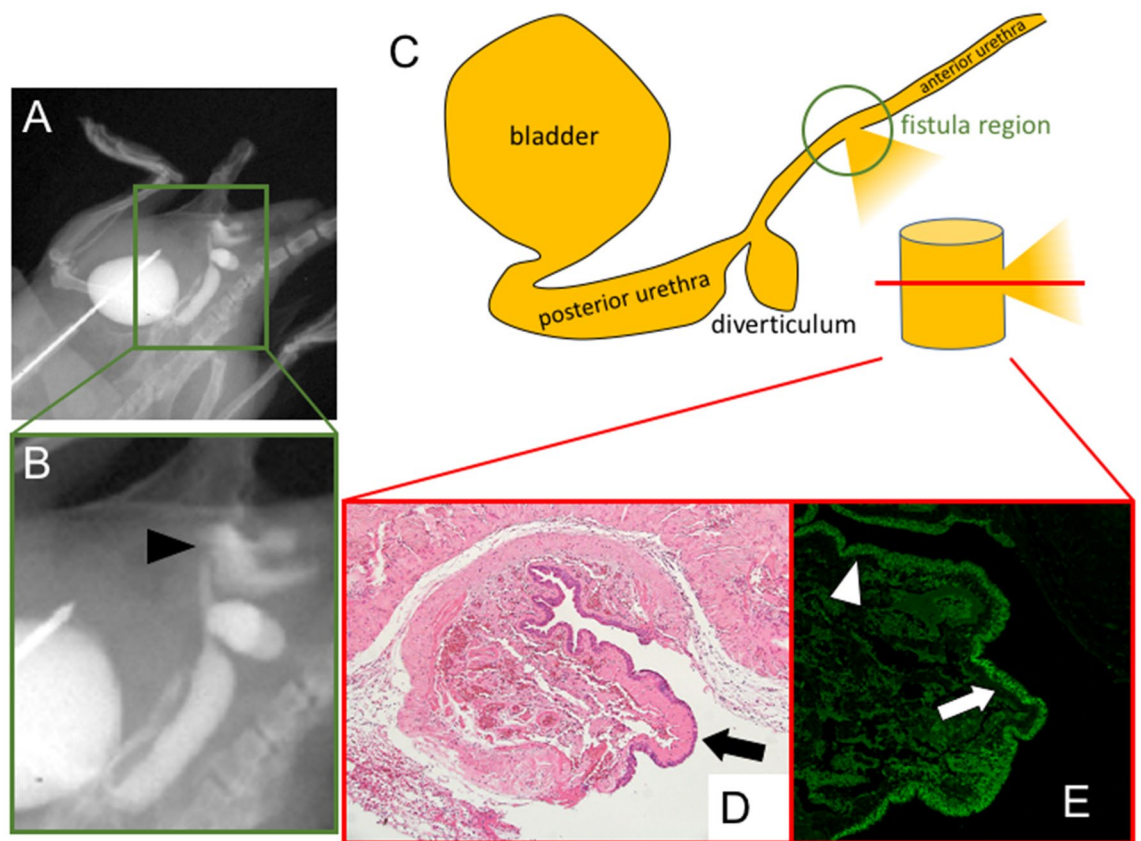 A
B
C
bladder
anterior urethra
fistula region
posterior urethra
diverticulum
D
E